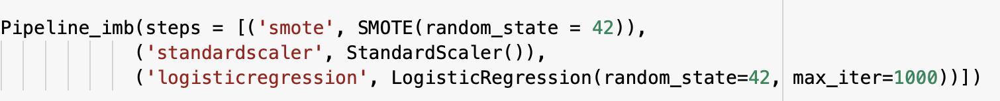 Pipeline_imb(steps = [('smote', SMOTE(random_state = 42)),
('standardscaler', StandardScaler()),
('logisticregression', LogisticRegression(random_state=42, max_iter=1000))])